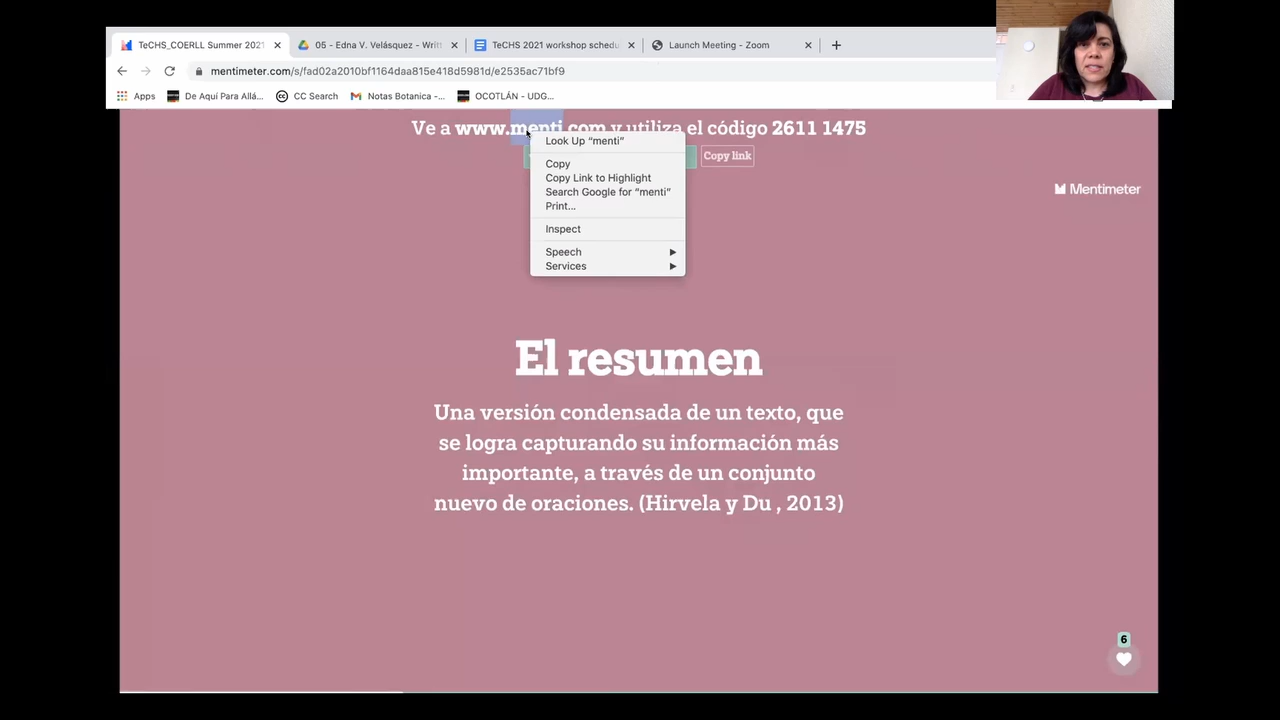 TeCHS_COERLL Summer 2021
05 - Edna V. Velásquez - Writt
TeCHS 2021 workshop schedu
Launch Meeting - Zoom
mentimeter.com/s/fad02a2010bf1164daa815e418d5981d/e2535ac71bf9
Apps
De Aquí Para Allá...
CC Search
Notas Botanica -...
OCOTLÁN - UDG...
Ve a www.menti.com y utiliza el código 2611 1475
Copy link
Look Up “menti”
Copy
Copy Link to Highlight
Search Google for “menti”
Print...
Inspect
Speech
Services
Mentimeter
El resumen
Una versión condensada de un texto, que
se logra capturando su información más
importante, a través de un conjunto
nuevo de oraciones. (Hirvela y Du , 2013)
6